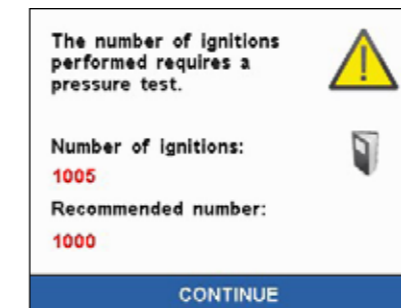 The number of ignitions
performed requires a
pressure test.
Number of ignitions:
1005
Recommended number:
1000
CONTINUE